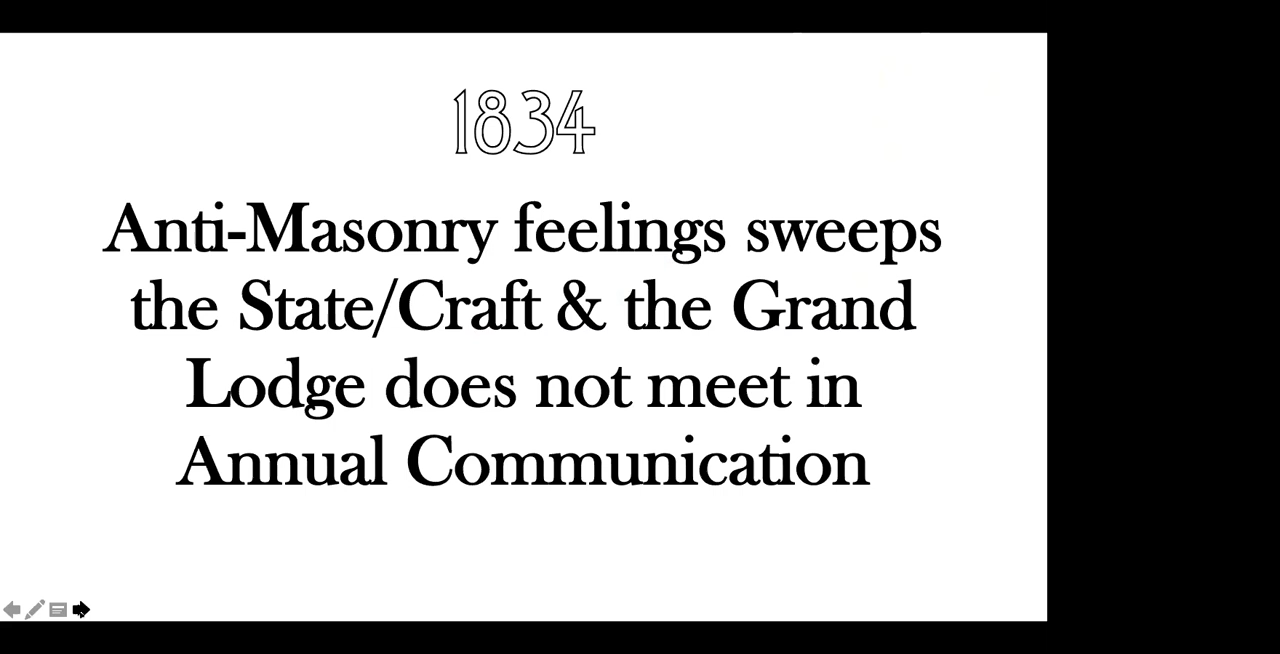 1834
Anti-Masonry feelings sweeps
the State/Craft & the Grand
Lodge does not meet in
Annual Communication